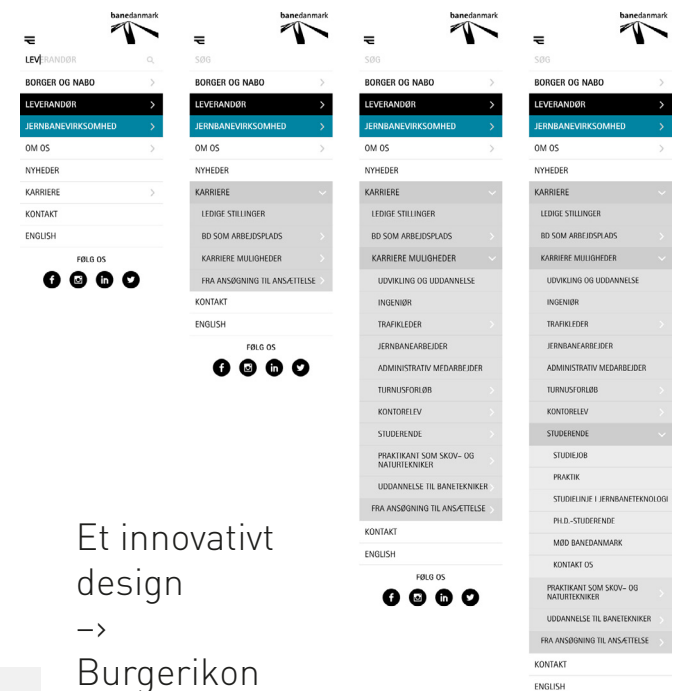 banedanmark
LEVERANDØR
BORGER OG NABO
LEVERANDØR
JERNBANEVIRKSOMHED
OM OS
NYHEDER
KARRIERE
KONTAKT
ENGLISH
FØLG OS
banedanmark
SØG
BORGER OG NABO
LEVERANDØR
JERNBANEVIRKSOMHED
OM OS
NYHEDER
KARRIERE
LEDIGE STILLINGER
BD SOM ARBEJDSPLADS
KARRIERE MULIGHEDER
FRA ANSØGNING TIL ANSÆTTELSE
KONTAKT
ENGLISH
FØLG OS
banedanmark
SØG
BORGER OG NABO
LEVERANDØR
JERNBANEVIRKSOMHED
OM OS
NYHEDER
KARRIERE
LEDIGE STILLINGER
BD SOM ARBEJDSPLADS
KARRIERE MULIGHEDER
UDVIKLING OG UDDANNELSE
INGENIØR
TRAFIKLEDER
JERNBANEARBEJDER
ADMINISTRATIV MEDARBEJDER
TURNUSFORLØB
KONTORELEV
STUDERENDE
PRAKTIKANT SOM SKOV- OG
NATURTEKNIKER
UDDANNELSE TIL BANETEKNIKER
FRA ANSØGNING TIL ANSÆTTELSE
KONTAKT
ENGLISH
FØLG OS
banedanmark
SØG
BORGER OG NABO
LEVERANDØR
JERNBANEVIRKSOMHED
OM OS
NYHEDER
KARRIERE
LEDIGE STILLINGER
BD SOM ARBEJDSPLADS
KARRIERE MULIGHEDER
UDVIKLING OG UDDANNELSE
INGENIØR
TRAFIKLEDER
JERNBANEARBEJDER
ADMINISTRATIV MEDARBEJDER
TURNUSFORLØB
KONTORELEV
STUDERENDE
STUDIEJOB
PRAKTIK
STUDIELINJE I JERNBANETEKNOLOGI
PH.D.-STUDERENDE
MØD BANEDANMARK
KONTAKT OS
PRAKTIKANT SOM SKOV- OG
NATURTEKNIKER
UDDANNELSE TIL BANETEKNIKER
FRA ANSØGNING TIL ANSÆTTELSE
KONTAKT
ENGLISH
Et innovativt
design
–>
Burgerikon